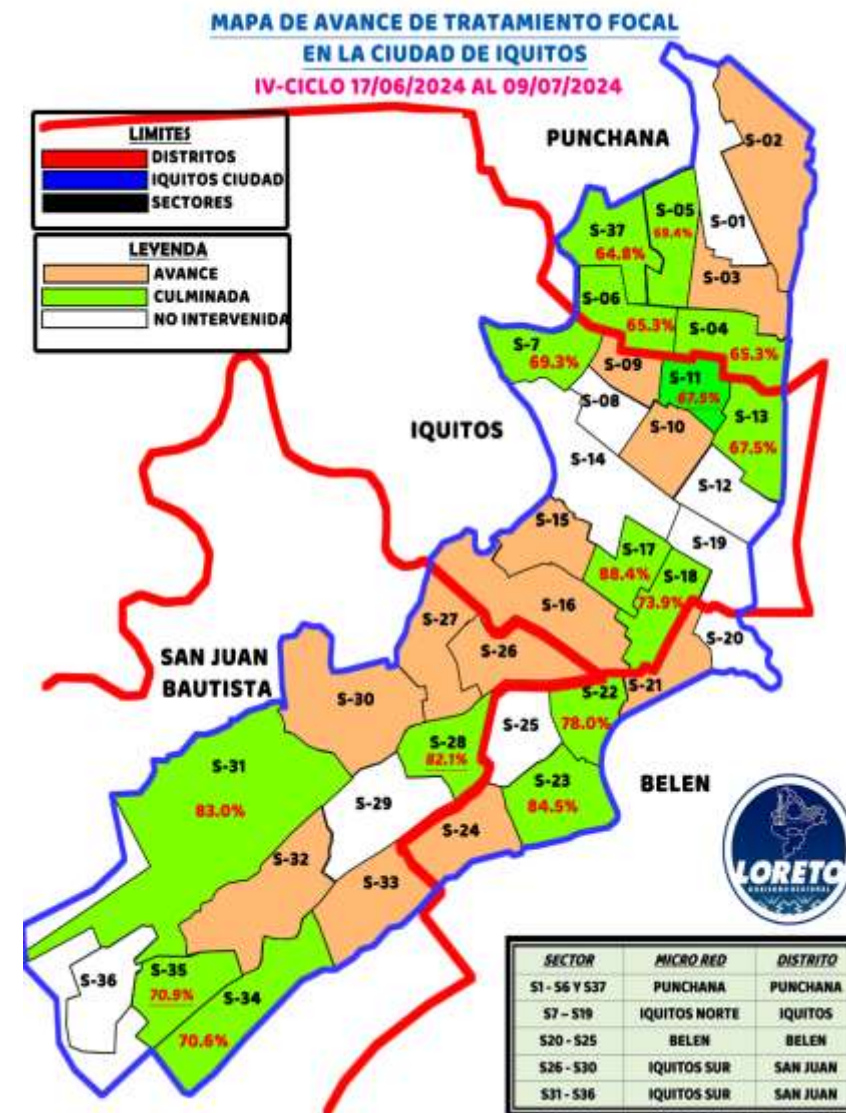 MAPA DE AVANCE DE TRATAMIENTO FOCAL
EN LA CIUDAD DE IQUITOS
IV-CICLO 17/06/2024 AL 09/07/2024
LIMITES
DISTRITOS
IQUITOS CIUDAD
SECTORES
LEYENDA
AVANCE
CULMINADA
NO INTERVENIDA
PUNCHANA
S-02
S-01
S-05
69.4%
S-37
64.8%
S-03
S-06
65.3%
S-04
65.3%
S-7
69.3%
S-09
S-11
67.5%
S-08
S-13
67.5%
S-10
IQUITOS
S-14
S-12
S-15
S-19
S-17
88.4%
S-18
73.9%
S-16
S-27
S-20
S-26
SAN JUAN
BAUTISTA
S-21
S-22
78.0%
S-30
S-25
S-28
82.1%
S-31
83.0%
S-23
84.5%
BELEN
S-29
S-24
S-32
S-33
S-36
S-35
70.9%
S-34
70.6%
LORETO
GOBIERNO REGIONAL
SECTOR MICRO RED DISTRITO
S1 - S6 Y S37 PUNCHANA PUNCHANA
S7 – S19 IQUITOS NORTE IQUITOS
S20 - S25 BELEN BELEN
S26 - S30 IQUITOS SUR SAN JUAN
S31 - S36 IQUITOS SUR SAN JUAN